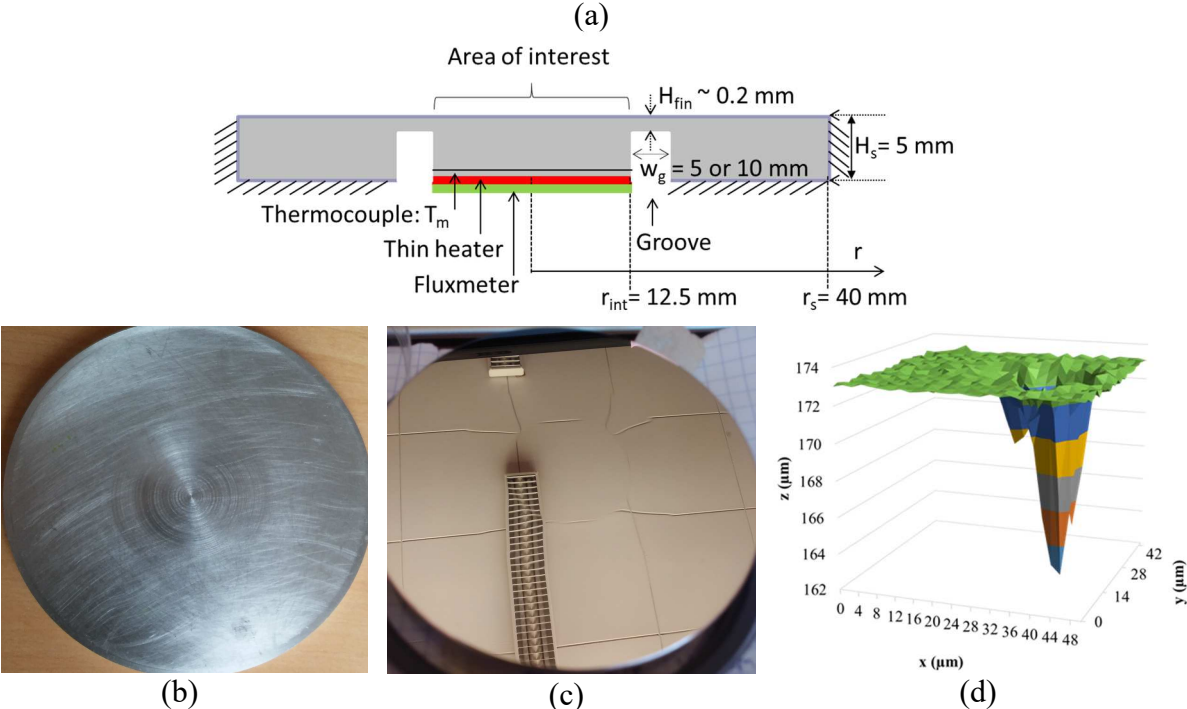 (a)
Area of interest
H_fin ~ 0.2 mm
H_s= 5 mm
w_g = 5 or 10 mm
Thermocouple: T_m
Thin heater
Groove
Fluxmeter
r
r_int= 12.5 mm
r_s= 40 mm
174
172
170
168
166
164
162
z (µm)
0 4 8 12 16 20 24 28 32 36 40 44 48
x (µm)
42
28
14
0
y (µm)
(b)
(c)
(d)